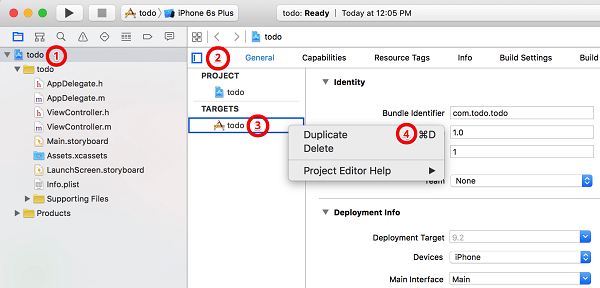 todo
iPhone 6s Plus
todo: Ready
Today at 12:05 PM
todo
todo 1
2
General
Capabilities
Resource Tags
Info
Build Settings
Build
todo
AppDelegate.h
AppDelegate.m
ViewController.h
ViewController.m
Main.storyboard
Assets.xcassets
LaunchScreen.storyboard
Info.plist
Supporting Files
Products
PROJECT
todo
TARGETS
todo 3
Duplicate 4 ⌘D
Delete
Project Editor Help
Identity
Bundle Identifier com.todo.todo
1.0
1
Team None
Deployment Info
Deployment Target 9.2
Devices iPhone
Main Interface Main